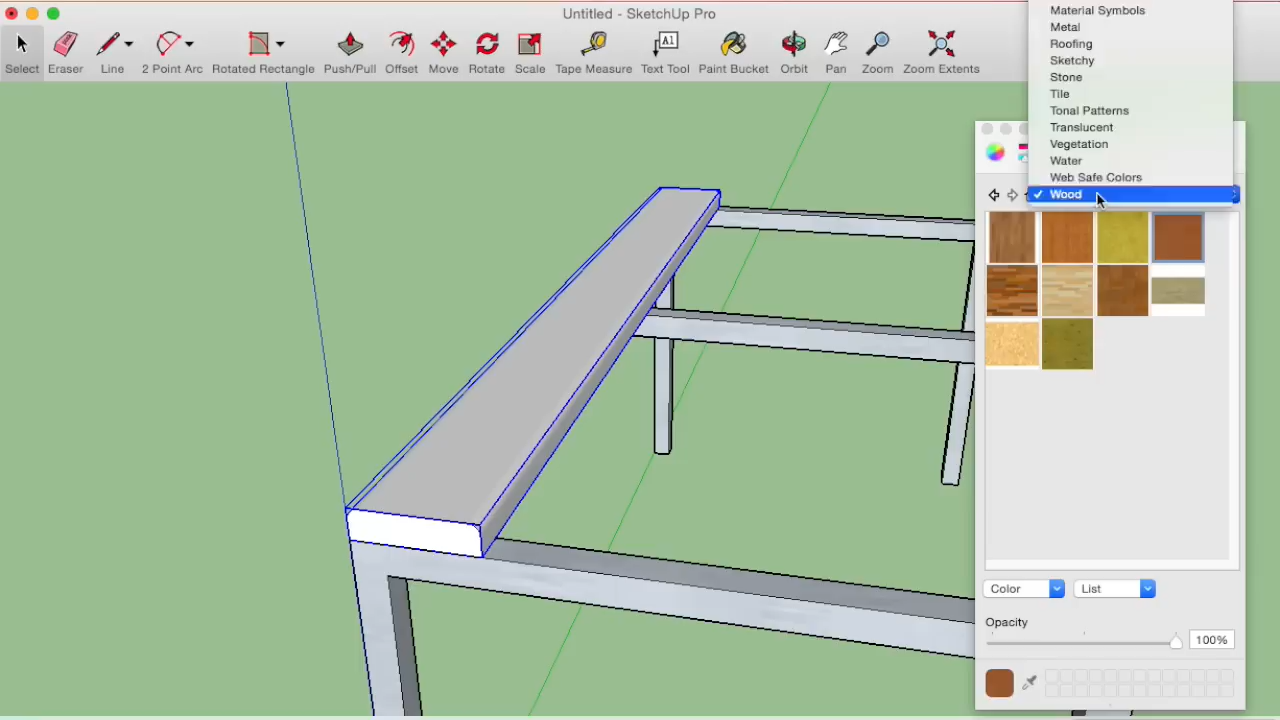 Untitled - SketchUp Pro
Select
Eraser
Line
2 Point Arc
Rotated Rectangle
Push/Pull
Offset
Move
Rotate
Scale
Tape Measure
A1
Text Tool
Paint Bucket
Orbit
Pan
Zoom
Zoom Extents
Material Symbols
Metal
Roofing
Sketchy
Stone
Tile
Tonal Patterns
Translucent
Vegetation
Water
Web Safe Colors
Wood
Color
List
Opacity
100%